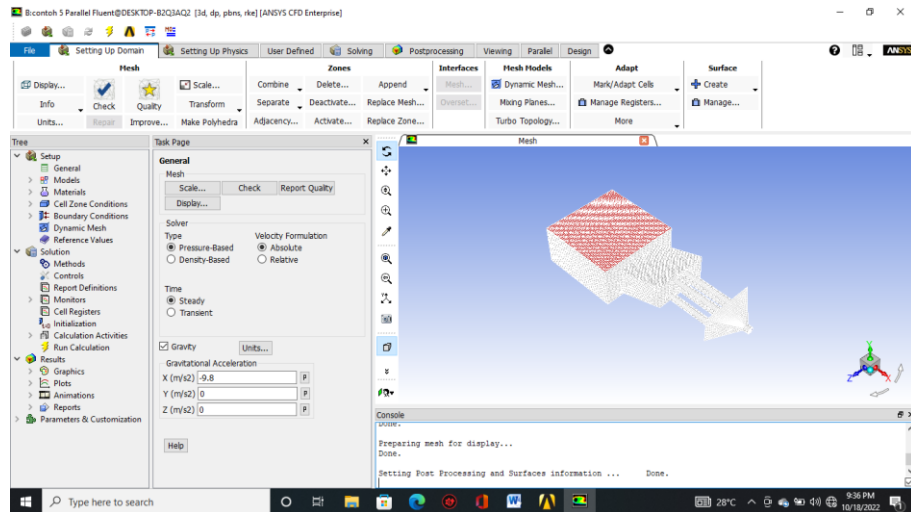 B:contoh 5 Parallel Fluent@DESKTOP-B2Q3AQ2 [3d, dp, pbns, rke] [ANSYS CFD Enterprise]
File Setting Up Domain Setting Up Physics User Defined Solving Postprocessing Viewing Parallel Design ANSYS
Mesh Zones Interfaces Mesh Models Adapt Surface
Display... Scale... Combine Delete... Append Mesh... Dynamic Mesh... Mark/Adapt Cells Create
Info Check Quality Transform Separate Deactivate... Replace Mesh... Overset... Mixing Planes... Manage Registers... Manage...
Units... Repair Improve... Make Polyhedra Adjacency... Activate... Replace Zone... Turbo Topology... More
Tree
Setup
General
Models
Materials
Cell Zone Conditions
Boundary Conditions
Dynamic Mesh
Reference Values
Solution
Methods
Controls
Report Definitions
Monitors
Cell Registers
Initialization
Calculation Activities
Run Calculation
Results
Graphics
Plots
Animations
Reports
Parameters & Customization
Task Page
General
Mesh
Scale... Check Report Quality
Display...
Solver
Type Velocity Formulation
Pressure-Based Absolute
Density-Based Relative
Time
Steady
Transient
Gravity Units...
Gravitational Acceleration
X (m/s2) -9.8 P
Y (m/s2) 0 P
Z (m/s2) 0 P
Help
Mesh
Y
Z X
Console
Done.
Preparing mesh for display...
Done.
Setting Post Processing and Surfaces information ... Done.
Type here to search
28°C
9:36 PM
10/18/2022